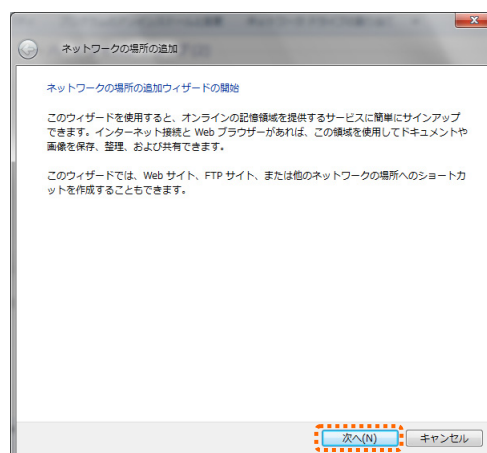 ネットワークの場所の追加
ネットワークの場所の追加ウィザードの開始
このウィザードを使用すると、オンラインの記憶領域を提供するサービスに簡単にサインアップ
できます。インターネット接続と Web ブラウザーがあれば、この領域を使用してドキュメントや
画像を保存、整理、および共有できます。
このウィザードでは、Web サイト、FTP サイト、または他のネットワークの場所へのショートカ
ットを作成することもできます。
次へ(N) キャンセル